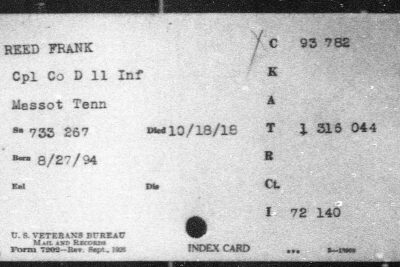 REED FRANK C 93 782
Cpl Co D 11 Inf K
Massot Tenn A
Sn 733 267 Died 10/18/18 T 1 316 044
Born 8/27/94 R
Enl Dis Ct.
I 72 140
U. S. VETERANS BUREAU
MAIL AND RECORDS
Form 7202—Rev. Sept., 1926 INDEX CARD